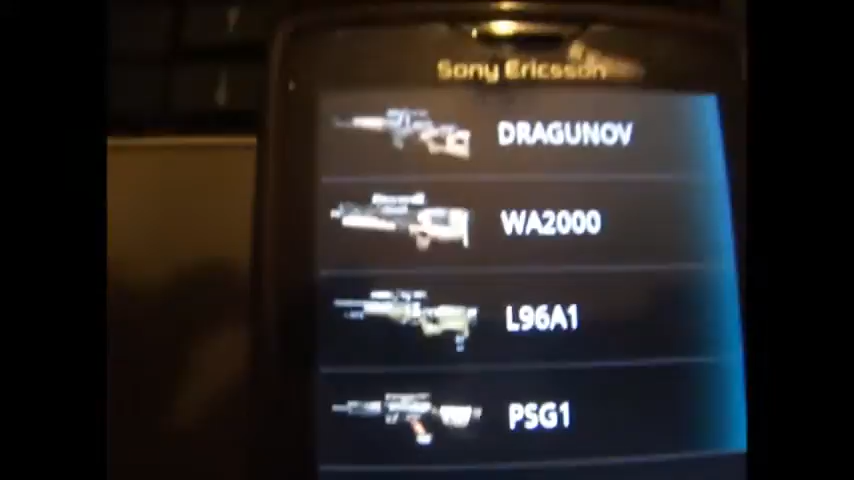 Sony Ericsson
DRAGUNOV
WA2000
L96A1
PSG1